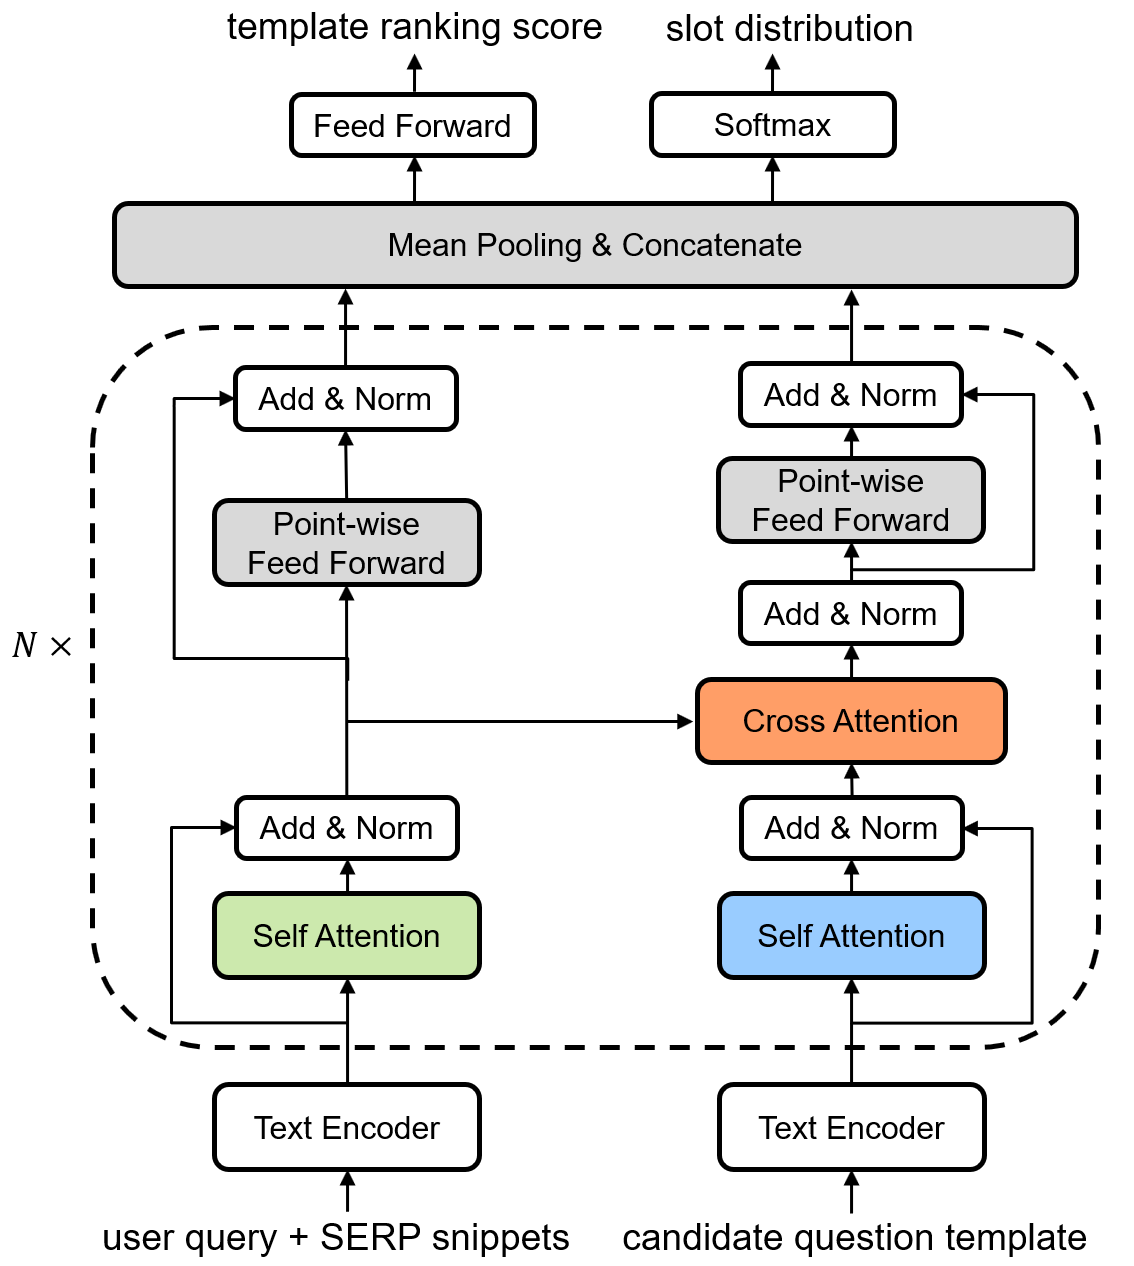 template ranking score
slot distribution
Feed Forward
Softmax
Mean Pooling & Concatenate
Add & Norm
Add & Norm
Point-wise
Feed Forward
Point-wise
Feed Forward
Add & Norm
N ×
Cross Attention
Add & Norm
Add & Norm
Self Attention
Self Attention
Text Encoder
Text Encoder
user query + SERP snippets
candidate question template